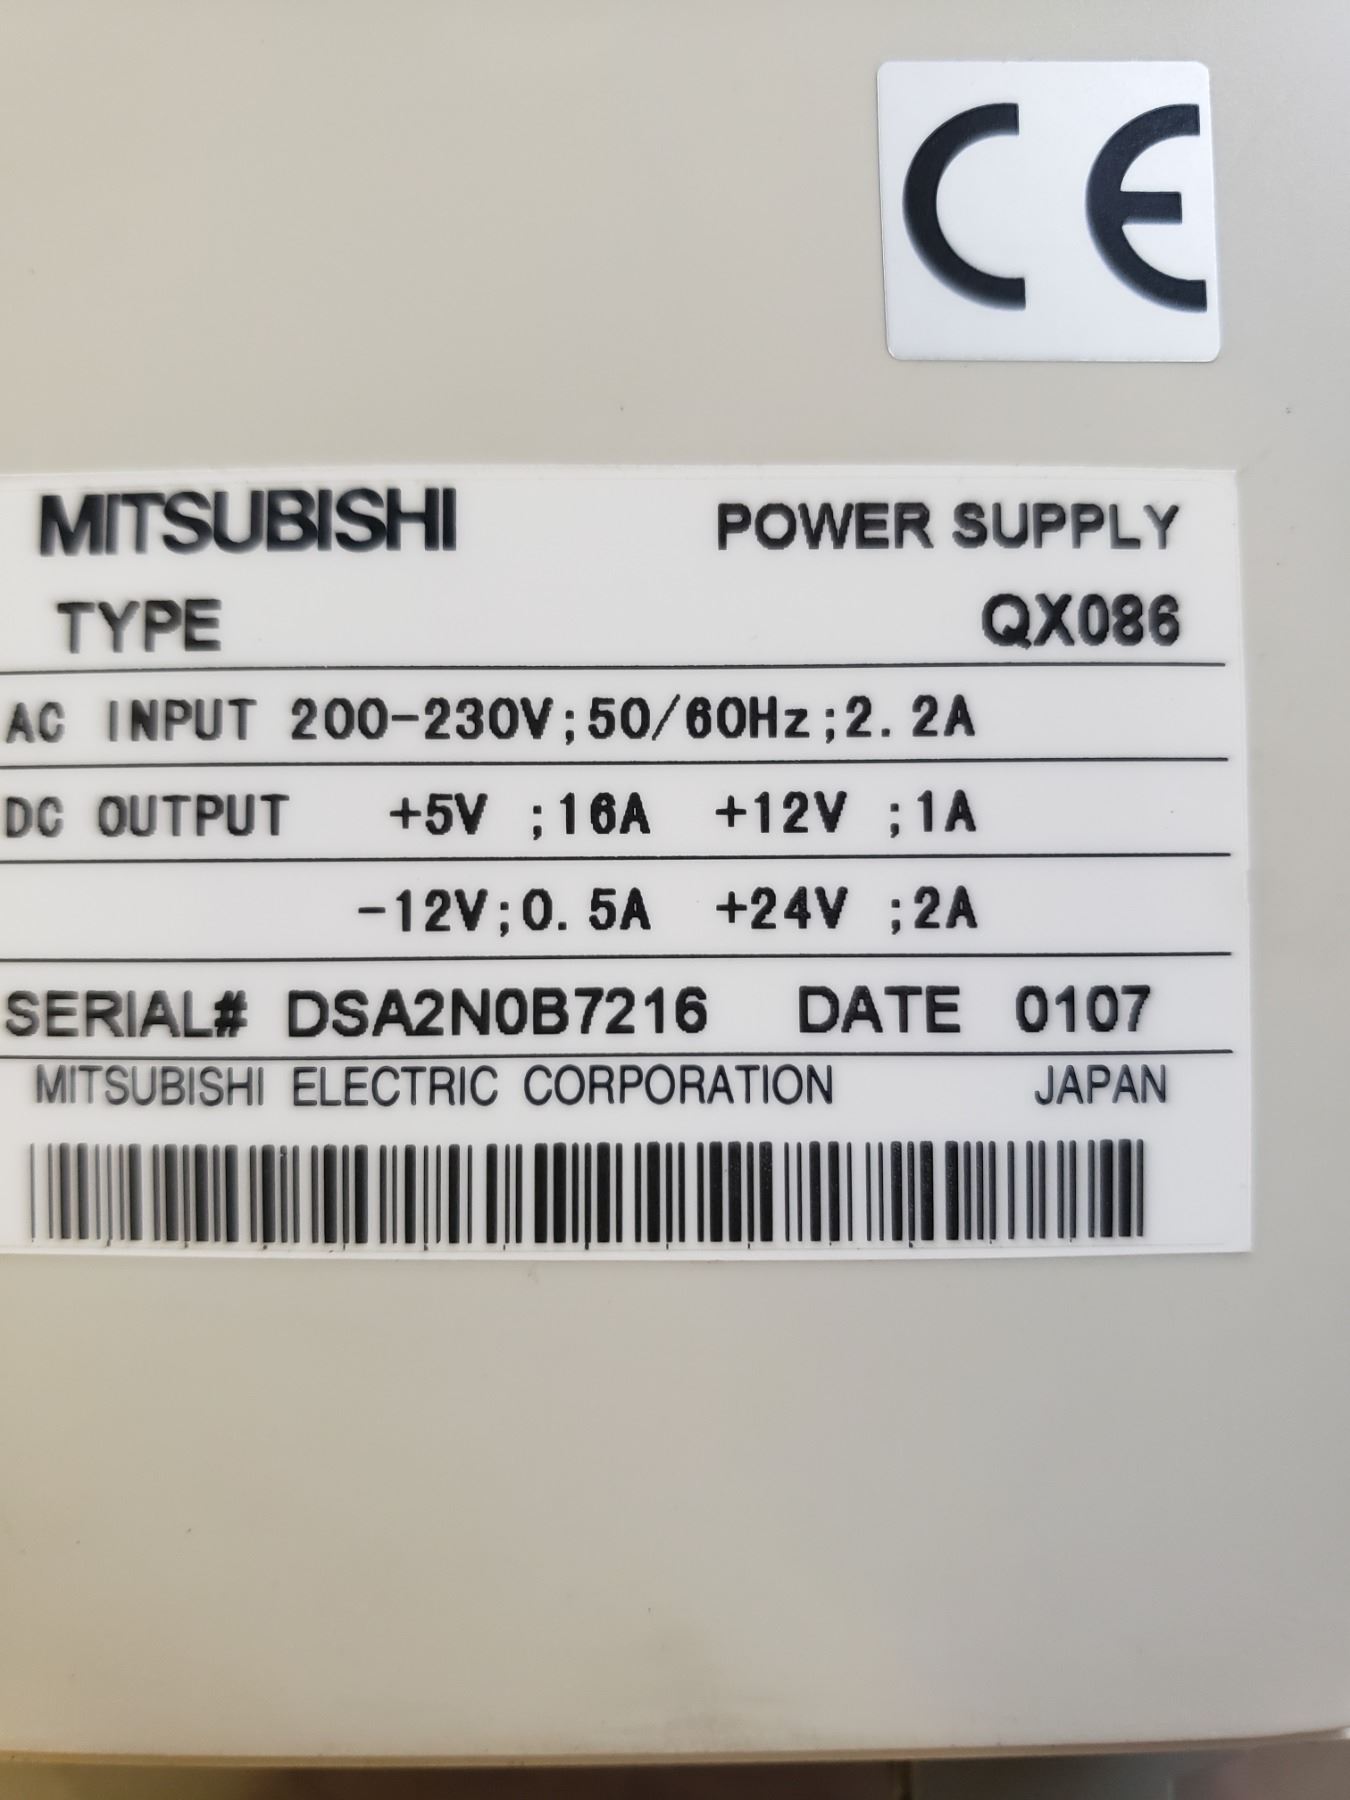 CE
MITSUBISHI POWER SUPPLY
TYPE QX086
AC INPUT 200-230V;50/60Hz;2.2A
DC OUTPUT +5V ;16A +12V ;1A
-12V;0.5A +24V ;2A
SERIAL# DSA2N0B7216 DATE 0107
MITSUBISHI ELECTRIC CORPORATION JAPAN